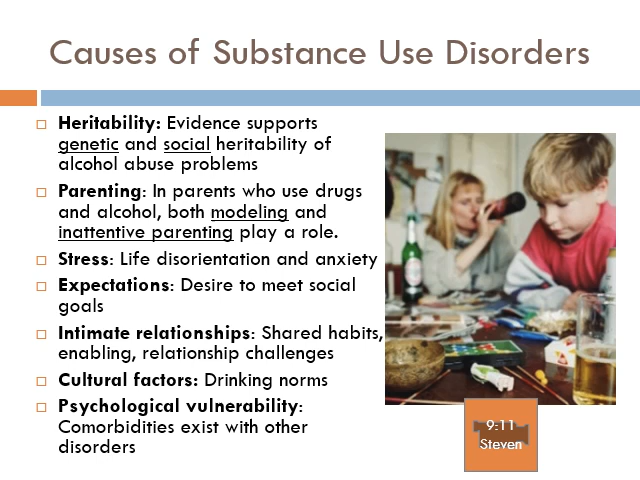 Causes of Substance Use Disorders
Heritability: Evidence supports
genetic and social heritability of
alcohol abuse problems
Parenting: In parents who use drugs
and alcohol, both modeling and
inattentive parenting play a role.
Stress: Life disorientation and anxiety
Expectations: Desire to meet social
goals
Intimate relationships: Shared habits,
enabling, relationship challenges
Cultural factors: Drinking norms
Psychological vulnerability:
Comorbidities exist with other
disorders
9-11
Steven